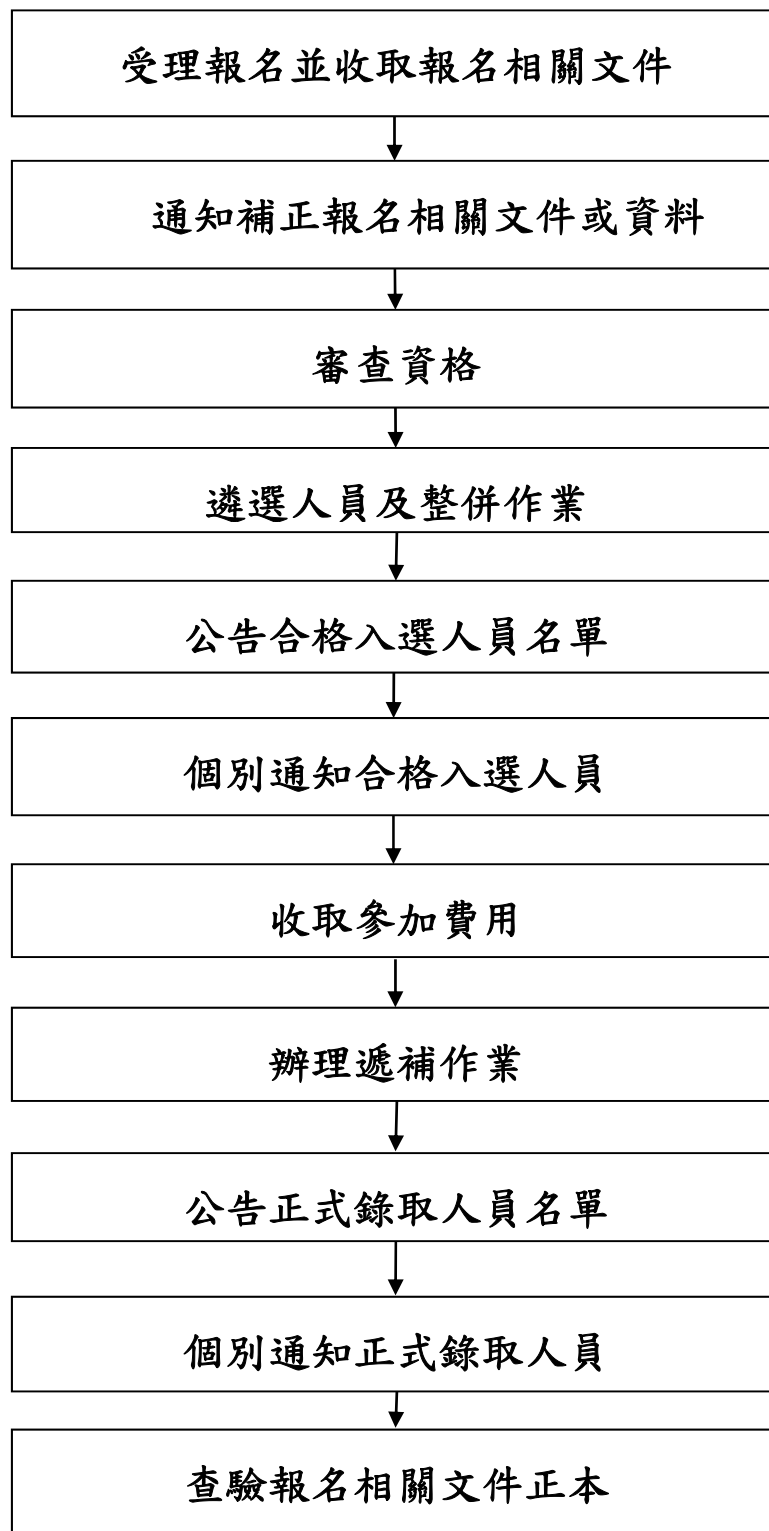 受理報名並收取報名相關文件
通知補正報名相關文件或資料
審查資格
遴選人員及整併作業
公告合格入選人員名單
個別通知合格入選人員
收取參加費用
辦理遞補作業
公告正式錄取人員名單
個別通知正式錄取人員
查驗報名相關文件正本